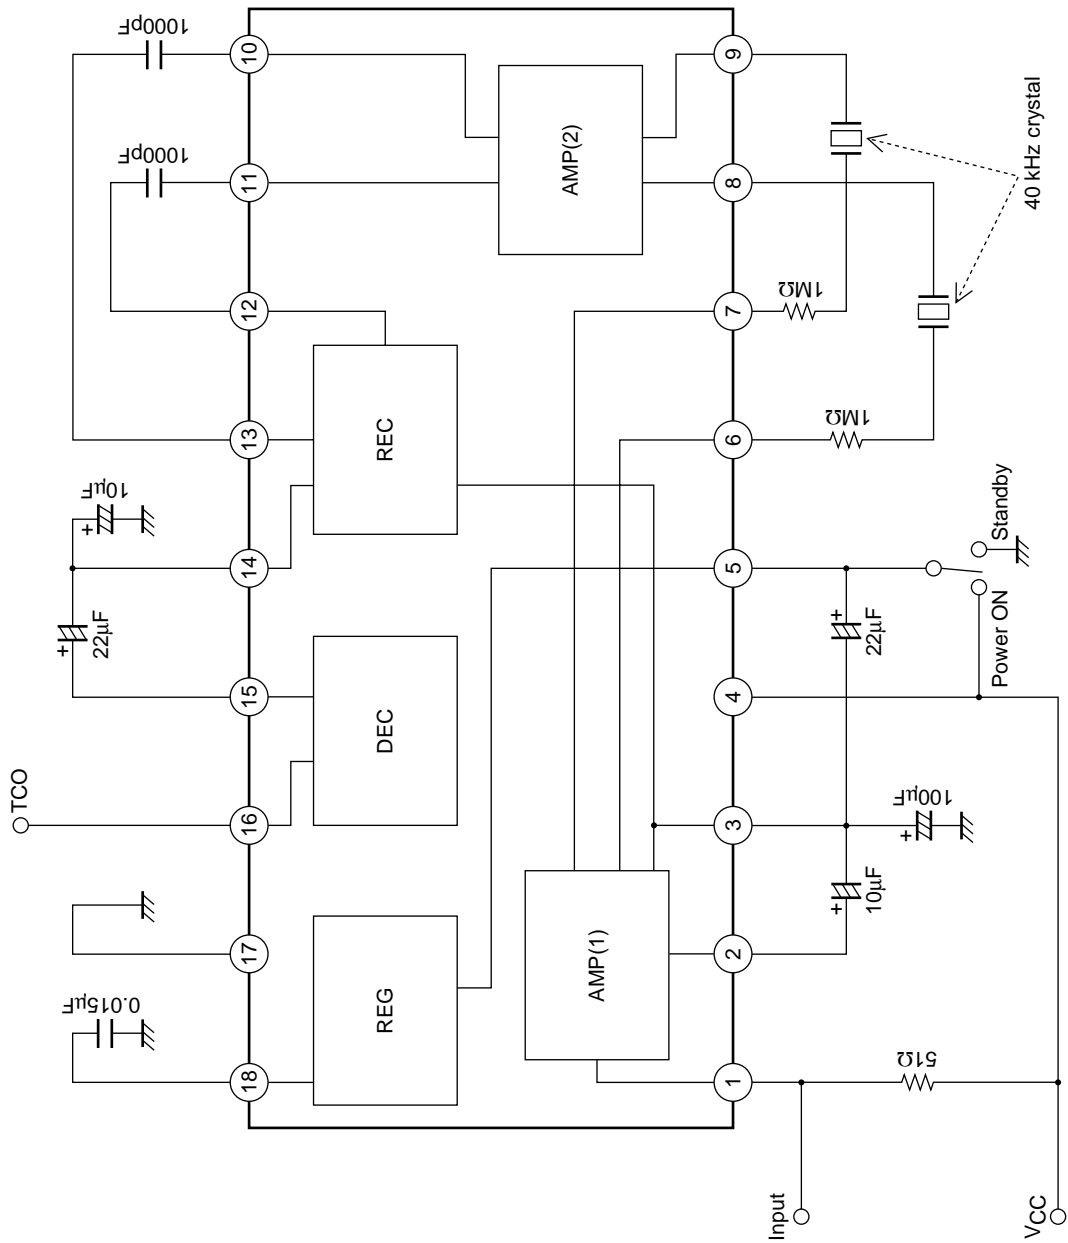 1000pF
1000pF
10
9
11
AMP(2)
8
40 kHz crystal
12
7
1MΩ
13
REC
6
1MΩ
10µF
+
14
5
Standby
22µF
+
+
22µF
Power ON
15
DEC
4
TCO
16
3
100µF
+
+
10µF
17
2
0.015µF
REG
AMP(1)
18
1
51Ω
Input
VCC